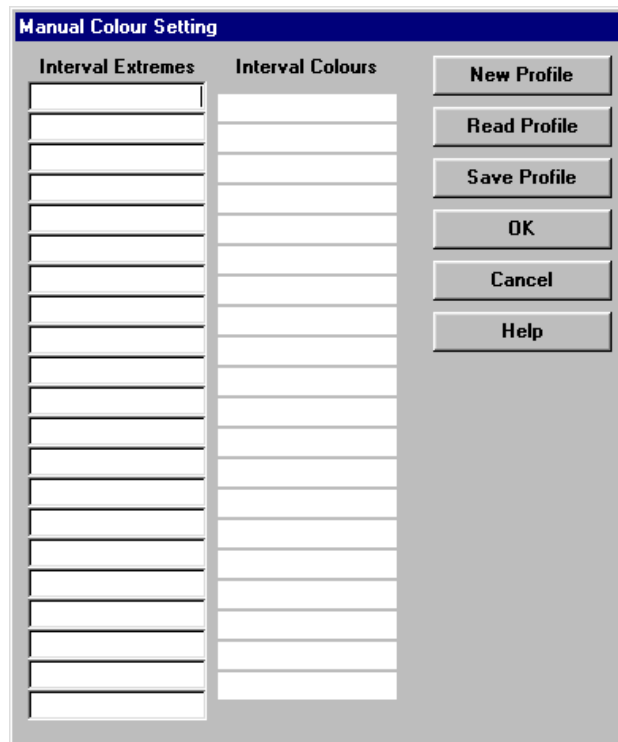 Manual Colour Setting
Interval Extremes
Interval Colours
New Profile
Read Profile
Save Profile
OK
Cancel
Help